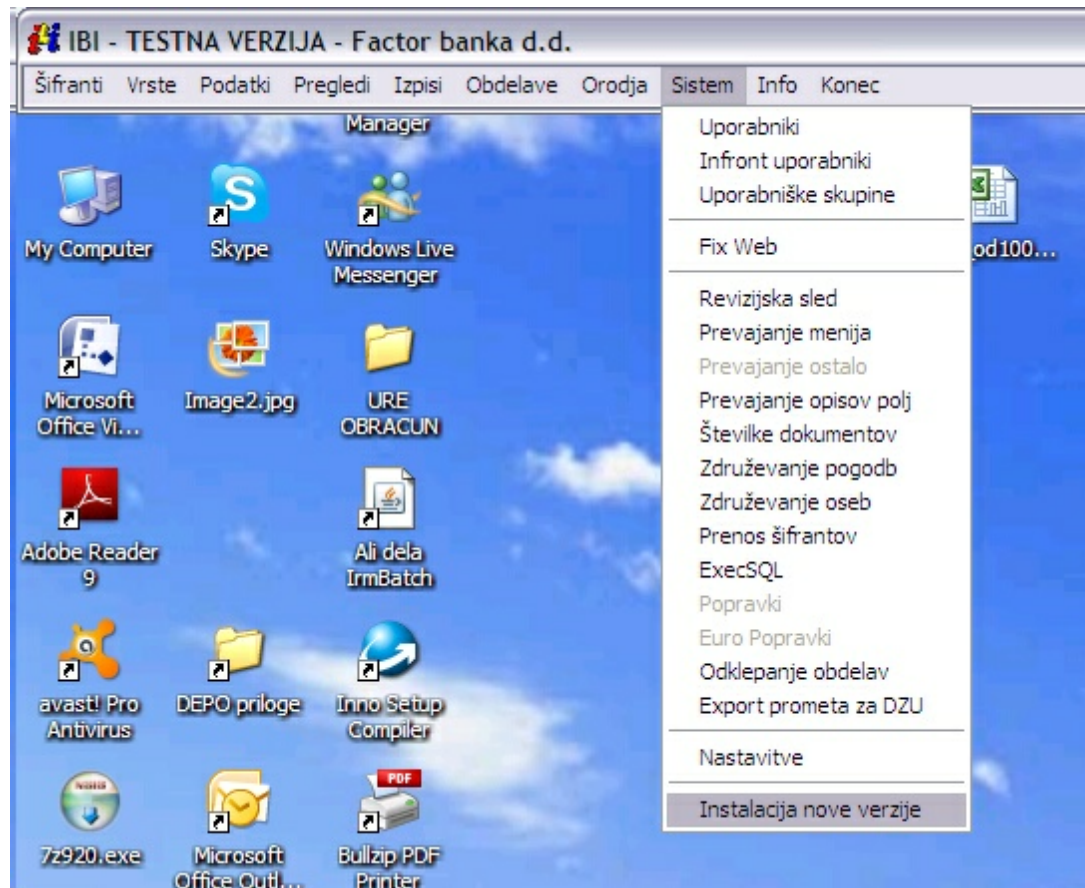 IBI - TESTNA VERZIJA - Factor banka d.d.
Šifranti Vrste Podatki Pregledi Izpisi Obdelave Orodja Sistem Info Konec
Uporabniki
Infront uporabniki
Uporabniške skupine
Fix Web
Revizijska sled
Prevajanje menija
Prevajanje ostalo
Prevajanje opisov polj
Številke dokumentov
Združevanje pogodb
Združevanje oseb
Prenos šifrantov
ExecSQL
Popravki
Euro Popravki
Odklepanje obdelav
Export prometa za DZU
Nastavitve
Instalacija nove verzije
Manager
My Computer
Skype
Windows Live
Messenger
_od100...
Microsoft
Office Vi...
Image2.jpg
URE
OBRACUN
Adobe Reader
9
Ali dela
IrmBatch
avast! Pro
Antivirus
DEPO priloge
Inno Setup
Compiler
PDF
7z920.exe
Microsoft
Office Outl...
Bullzip PDF
Printer